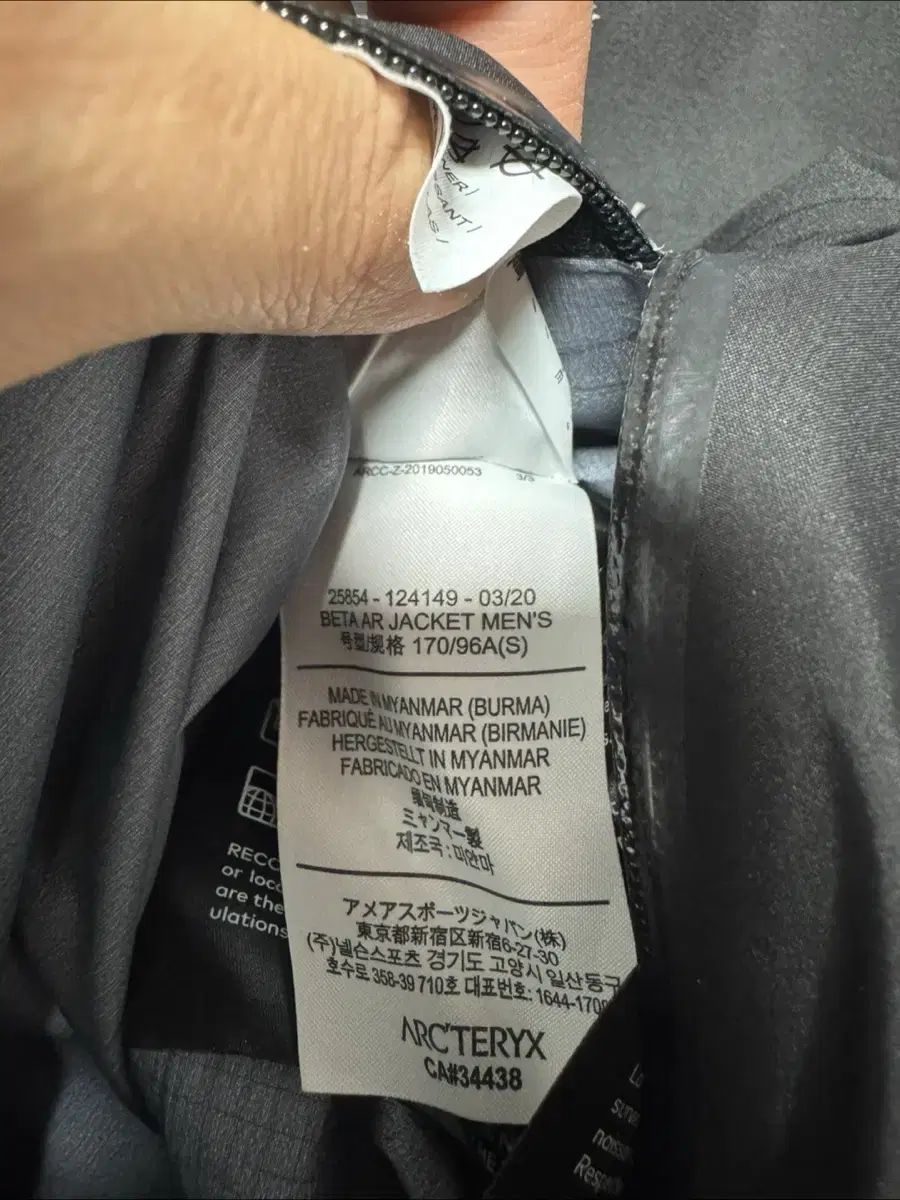 NER/
SANT/
LAS/
ARCC-Z-2019050053
3/3
25854 - 124149 - 03/20
BETA AR JACKET MEN'S
号型/规格 170/96A(S)
MADE IN MYANMAR (BURMA)
FABRIQUÉ AU MYANMAR (BIRMANIE)
HERGESTELLT IN MYANMAR
FABRICADO EN MYANMAR
缅甸制造
ミャンマー製
제조국 : 미얀마
アメアスポーツジャパン(株)
東京都新宿区新宿6-27-30
(주)넬슨스포츠 경기도 고양시 일산동구
호수로 358-39 710호 대표번호: 1644-170
ARC'TERYX
CA#34438
RECC
or loc
are the
ulations
Resp